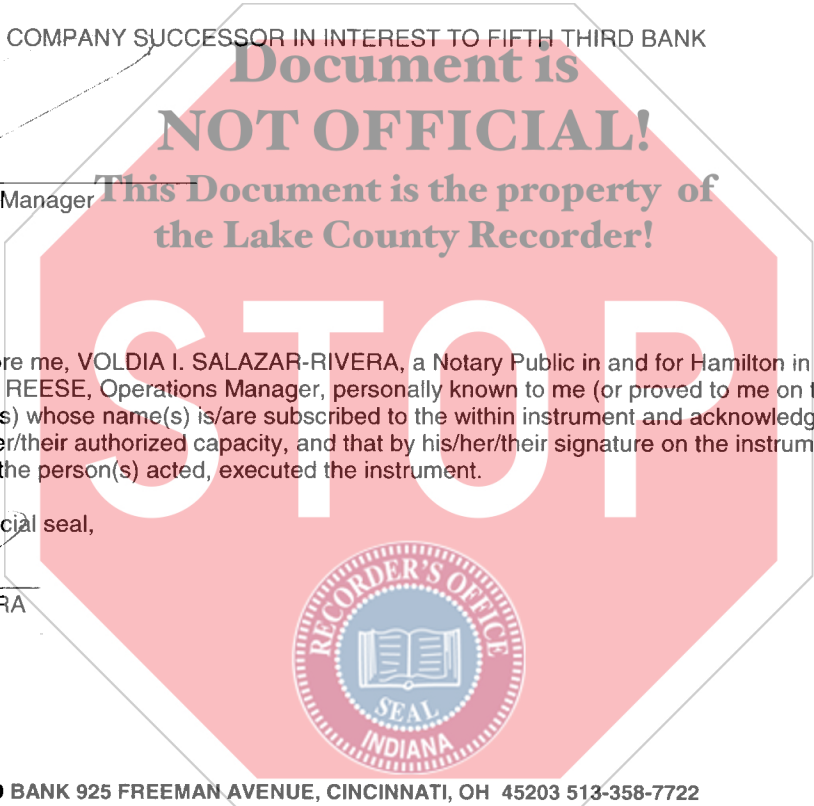 COMPANY SUCCESSOR IN INTEREST TO FIFTH THIRD BANK
Document is
NOT OFFICIAL!
This Document is the property of
Manager
the Lake County Recorder!
STOP
re me, VOLDIA I. SALAZAR-RIVERA, a Notary Public in and for Hamilton in
REESE, Operations Manager, personally known to me (or proved to me on t
s) whose name(s) is/are subscribed to the within instrument and acknowledg
er/their authorized capacity, and that by his/her/their signature on the instrum
the person(s) acted, executed the instrument.
cial seal,
RA
RECORDER'S OFFICE
SEAL
INDIANA
BANK 925 FREEMAN AVENUE, CINCINNATI, OH 45203 513-358-7722